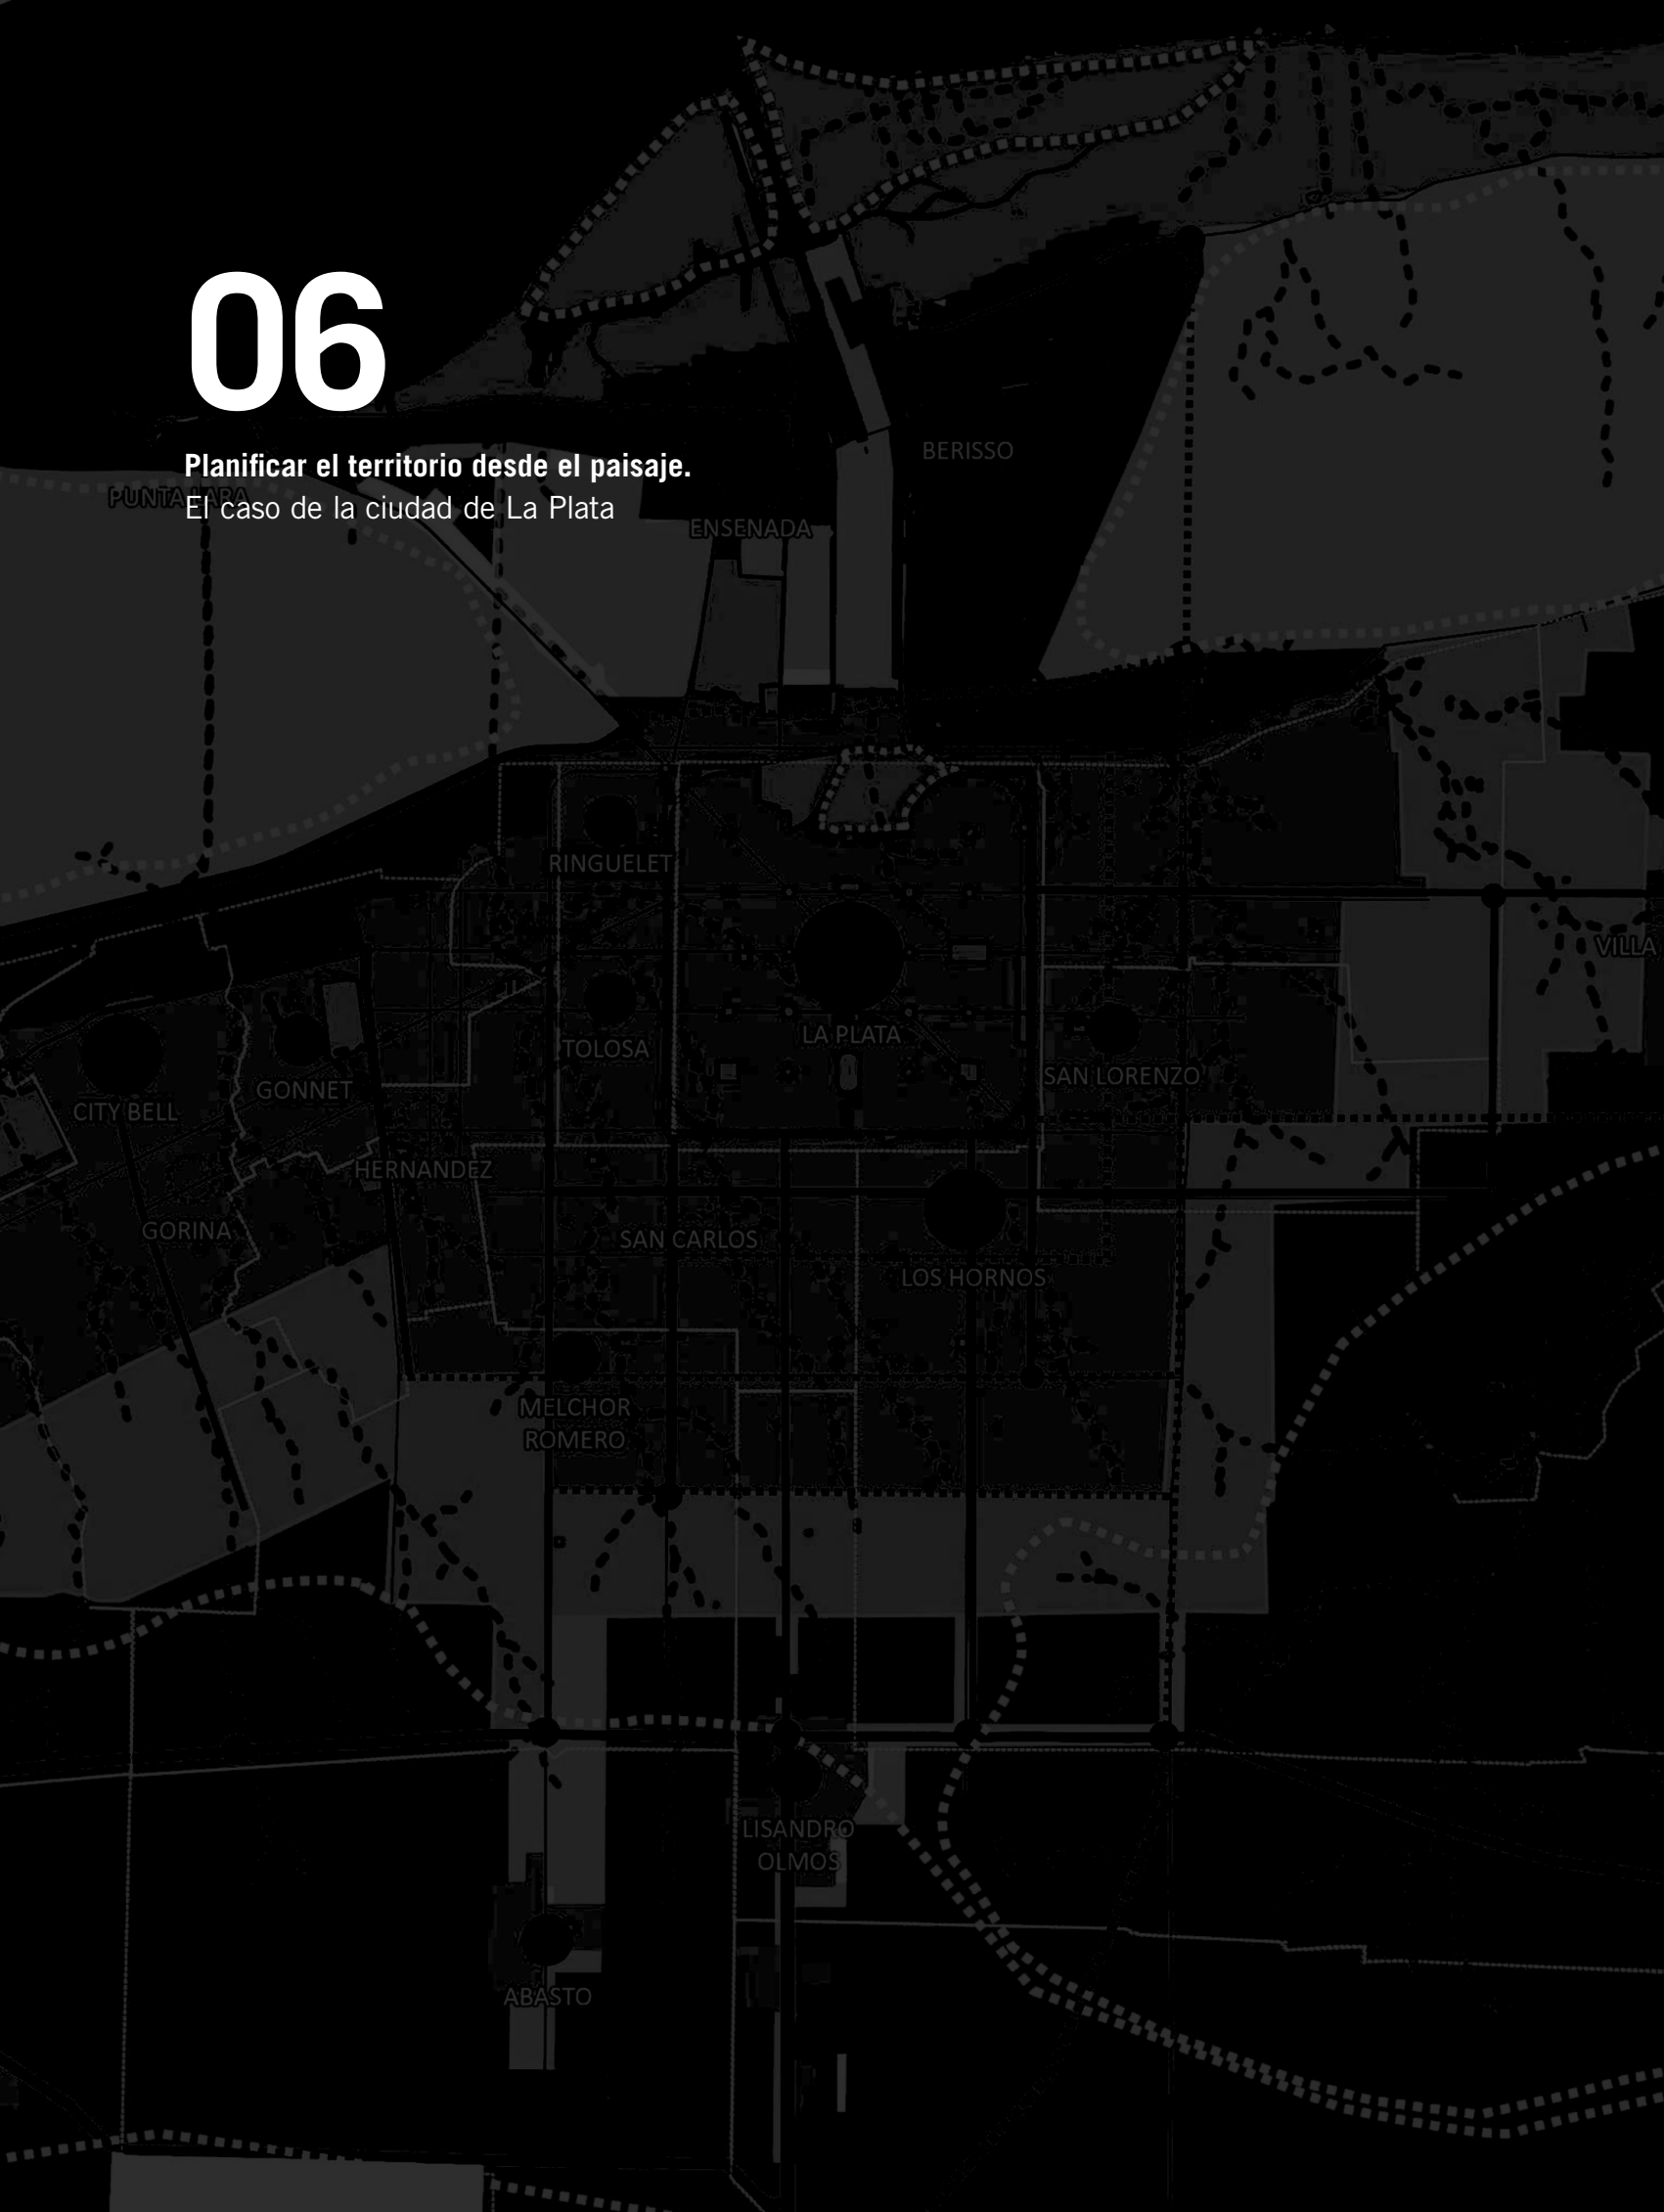 06
Planificar el territorio desde el paisaje.
El caso de la ciudad de La Plata
BERISSO
PUNTA LARA
ENSENADA
RINGUELET
VILLA
LA PLATA
TOLOSA
SAN LORENZO
GONNET
CITY BELL
HERNANDEZ
GORINA
SAN CARLOS
LOS HORNOS
MELCHOR
ROMERO
LISANDRO
OLMOS
ABASTO